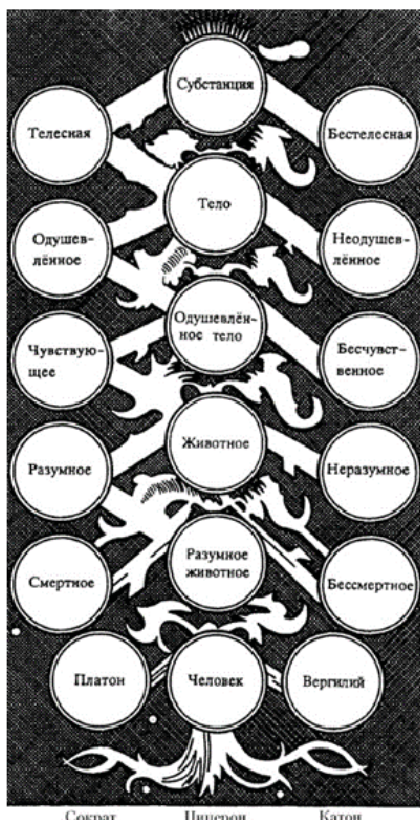 Субстанция
Телесная
Бестелесная
Тело
Одушев-
лённое
Неодушев-
лённое
Одушевлён-
ное тело
Чувствую-
щее
Бесчувст-
венное
Животное
Разумное
Неразумное
Разумное
животное
Смертное
Бессмертное
Платон
Человек
Вергилий
Сократ
Цицерон
Катон